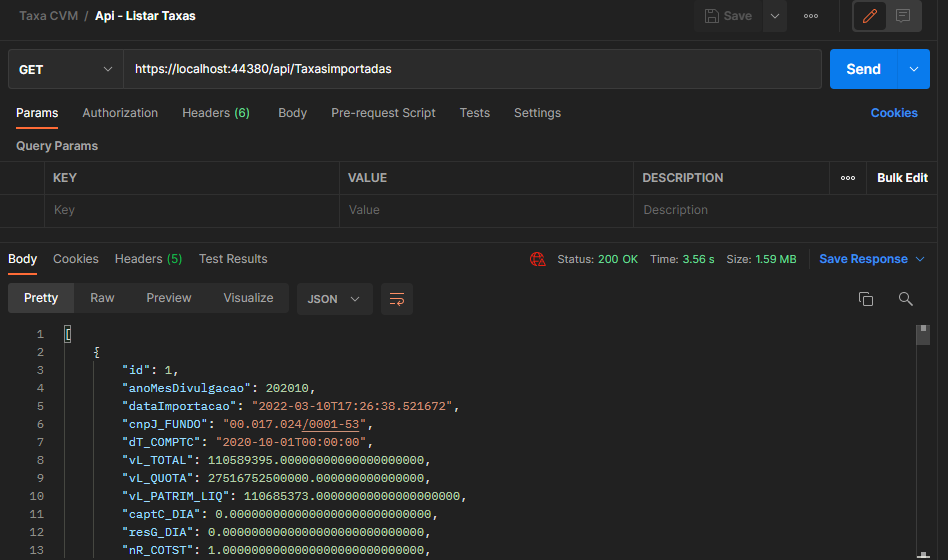 Taxa CVM / Api - Listar Taxas
Save
GET
https://localhost:44380/api/Taxasimportadas
Send
Params Authorization Headers (6) Body Pre-request Script Tests Settings
Cookies
Query Params
KEY VALUE DESCRIPTION
Bulk Edit
Key Value Description
Body Cookies Headers (5) Test Results
Status: 200 OK Time: 3.56 s Size: 1.59 MB
Save Response
Pretty Raw Preview Visualize
JSON
1 [
2 {
3 "id": 1,
4 "anoMesDivulgacao": 202010,
5 "dataImportacao": "2022-03-10T17:26:38.521672",
6 "cnpJ_FUNDO": "00.017.024/0001-53",
7 "dT_COMPTC": "2020-10-01T00:00:00",
8 "vL_TOTAL": 110589395.00000000000000000000,
9 "vL_QUOTA": 27516752500000.000000000000000,
10 "vL_PATRIM_LIQ": 110685373.00000000000000000000,
11 "captC_DIA": 0.0000000000000000000000000000,
12 "resG_DIA": 0.0000000000000000000000000000,
13 "nR_COTST": 1.0000000000000000000000000000,